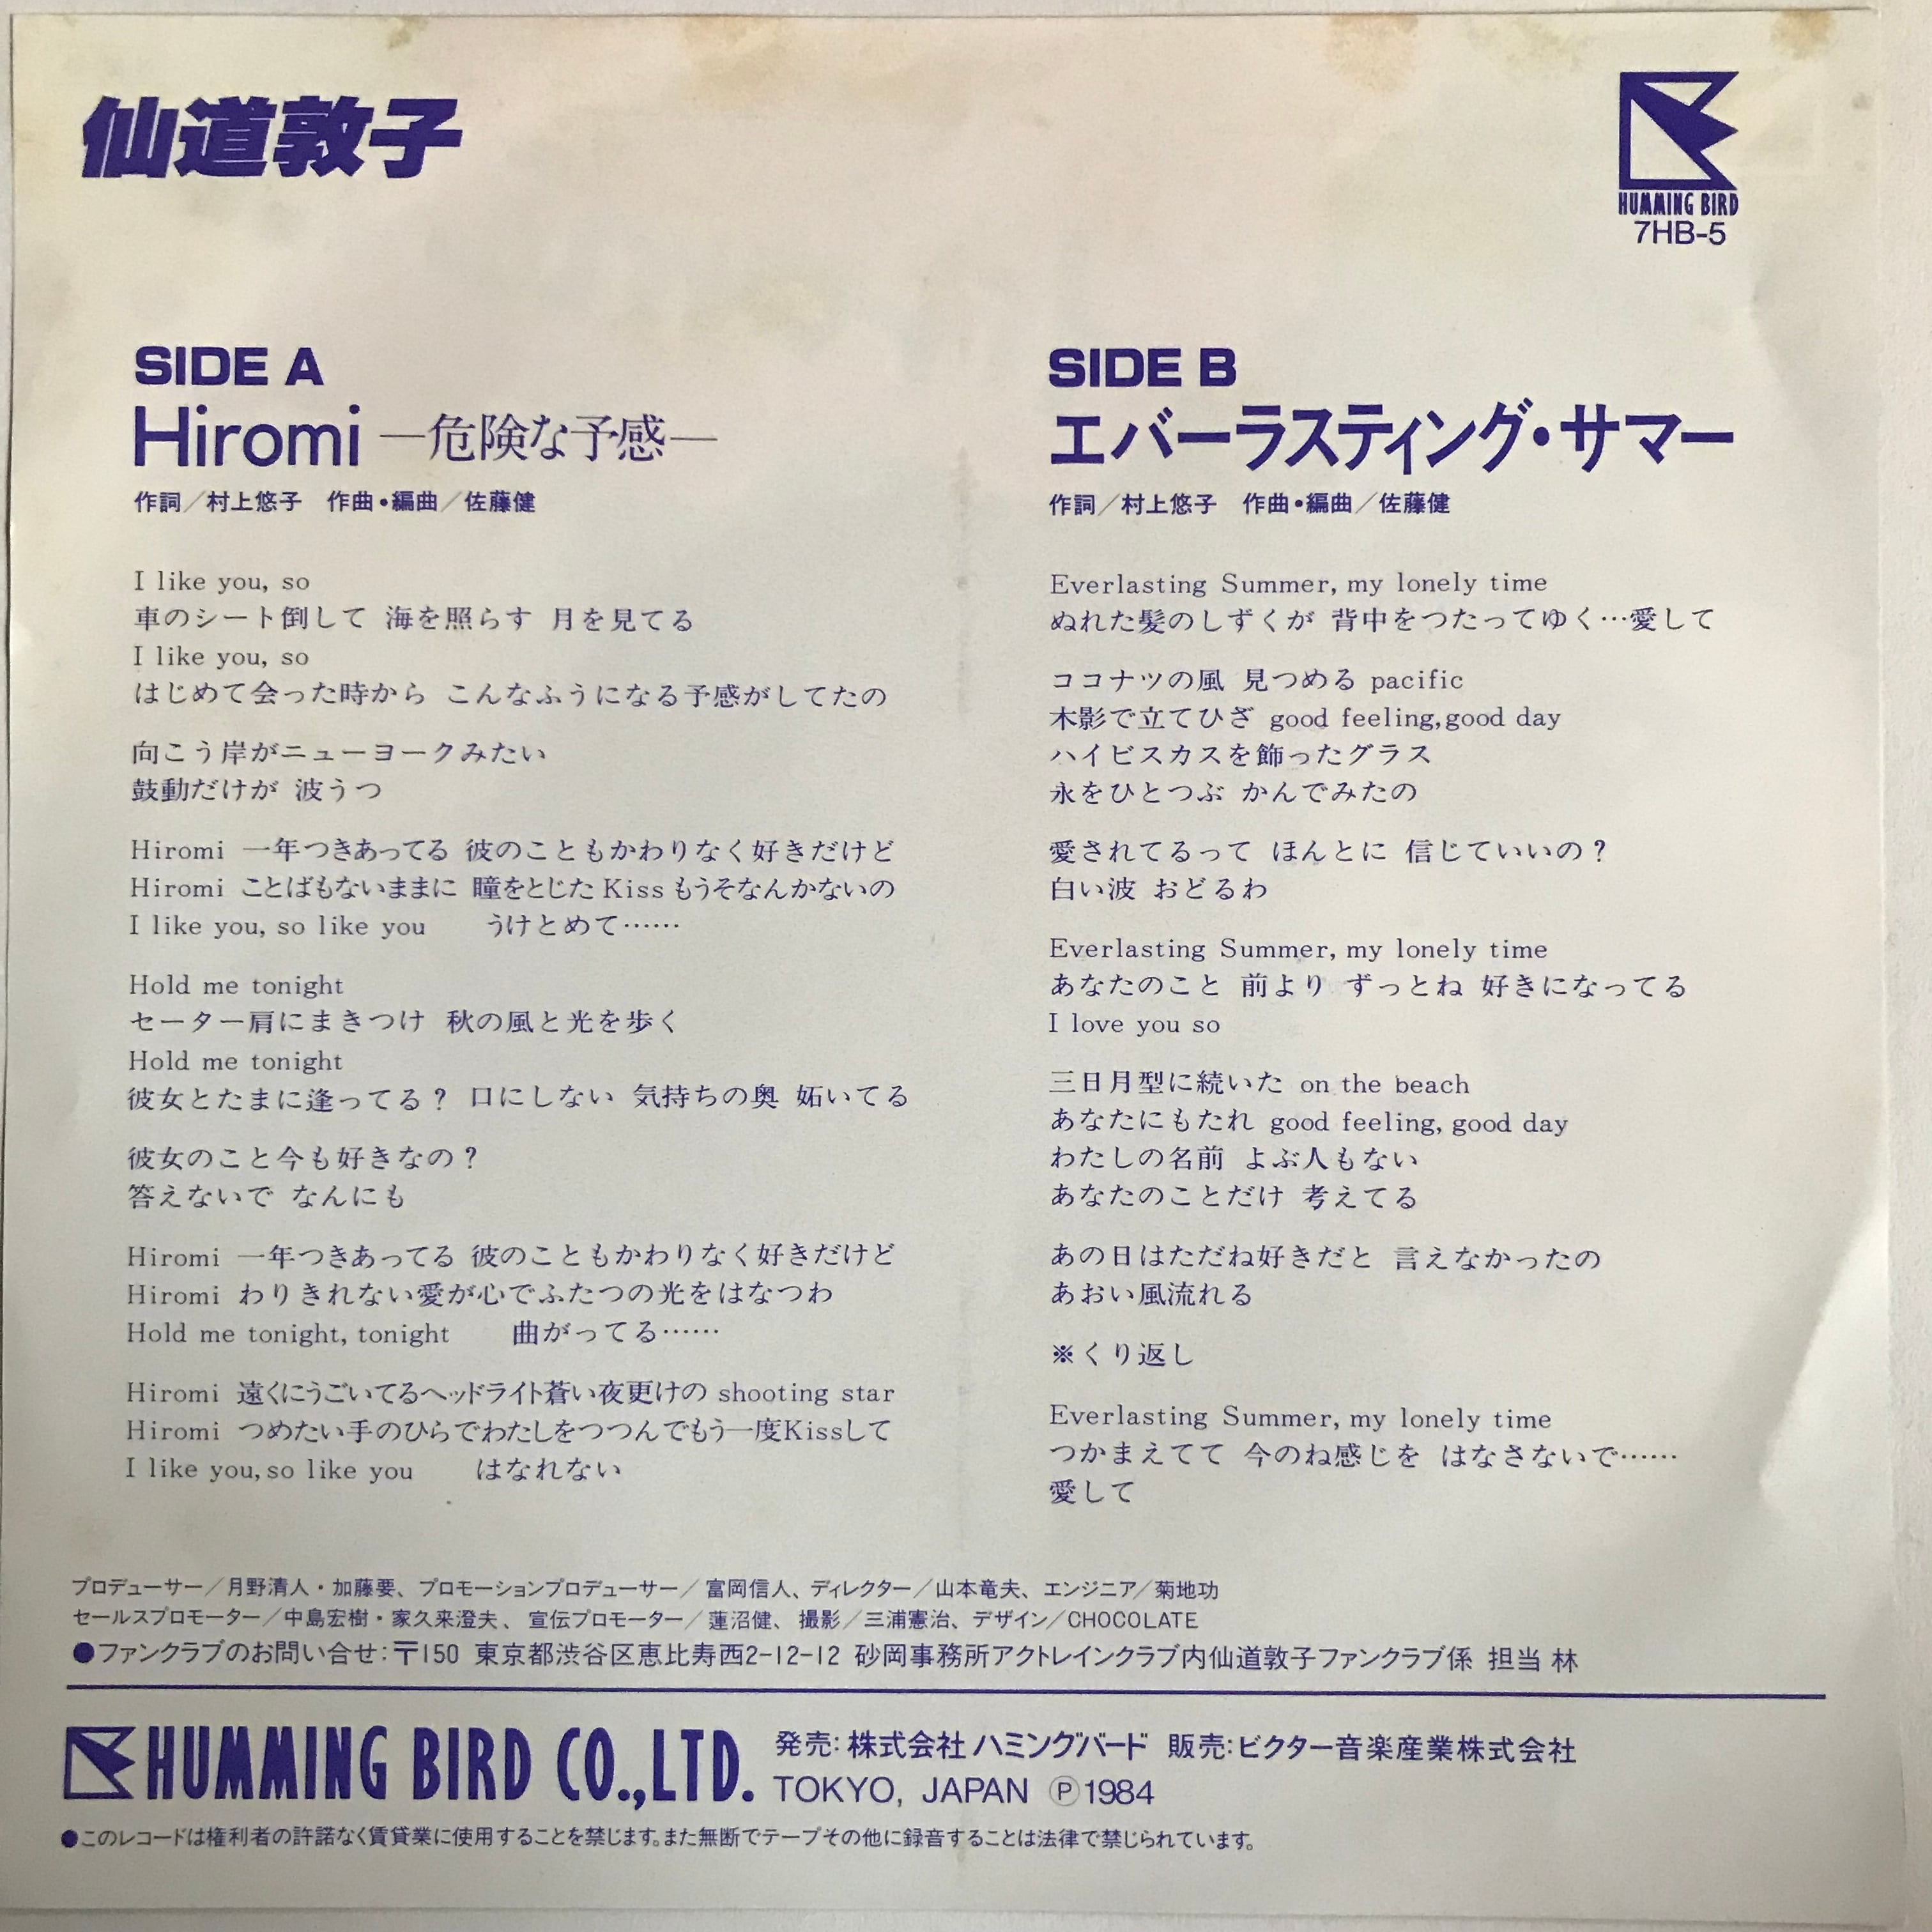 仙道敦子
HUMMING BIRD
7HB-5
SIDE A
Hiromi —危険な予感—
作詞／村上悠子 作曲・編曲／佐藤健
I like you, so
車のシート倒して 海を照らす 月を見てる
I like you, so
はじめて会った時から こんなふうになる予感がしてたの
向こう岸がニューヨークみたい
鼓動だけが 波うつ
Hiromi 一年つきあってる 彼のこともかわりなく好きだけど
Hiromi ことばもないままに 瞳をとじた Kiss もうそなんかないの
I like you, so like you うけとめて……
Hold me tonight
セーター肩にまきつけ 秋の風と光を歩く
Hold me tonight
彼女とたまに逢ってる？ 口にしない 気持ちの奥 妬いてる
彼女のこと今も好きなの？
答えないで なんにも
Hiromi 一年つきあってる 彼のこともかわりなく好きだけど
Hiromi わりきれない愛が心でふたつの光をはなつわ
Hold me tonight, tonight 曲がってる……
Hiromi 遠くにうごいてるヘッドライト蒼い夜更けの shooting star
Hiromi つめたい手のひらでわたしをつつんでもう一度Kissして
I like you, so like you はなれない
SIDE B
エバーラスティング・サマー
作詞／村上悠子 作曲・編曲／佐藤健
Everlasting Summer, my lonely time
ぬれた髪のしずくが 背中をつたってゆく…愛して
ココナツの風 見つめる pacific
木影で立てひざ good feeling, good day
ハイビスカスを飾ったグラス
氷をひとつぶ かんでみたの
愛されてるって ほんとに 信じていいの？
白い波 おどるわ
Everlasting Summer, my lonely time
あなたのこと 前より ずっとね 好きになってる
I love you so
三日月型に続いた on the beach
あなたにもたれ good feeling, good day
わたしの名前 よぶ人もない
あなたのことだけ 考えてる
あの日はただね好きだと 言えなかったの
あおい風流れる
※くり返し
Everlasting Summer, my lonely time
つかまえてて 今のね感じを はなさないで……
愛して
プロデューサー／月野清人・加藤要、プロモーションプロデューサー／富岡信人、ディレクター／山本竜夫、エンジニア／菊地功
セールスプロモーター／中島宏樹・家久来澄夫、宣伝プロモーター／蓮沼健、撮影／三浦憲治、デザイン／CHOCOLATE
●ファンクラブのお問い合せ：〒150 東京都渋谷区恵比寿西2-12-12 砂岡事務所アクトレインクラブ内仙道敦子ファンクラブ係 担当 林
HUMMING BIRD CO.,LTD. 発売：株式会社 ハミングバード 販売：ビクター音楽産業株式会社
TOKYO, JAPAN Ⓟ1984
●このレコードは権利者の許諾なく賃貸業に使用することを禁じます。また無断でテープその他に録音することは法律で禁じられています。